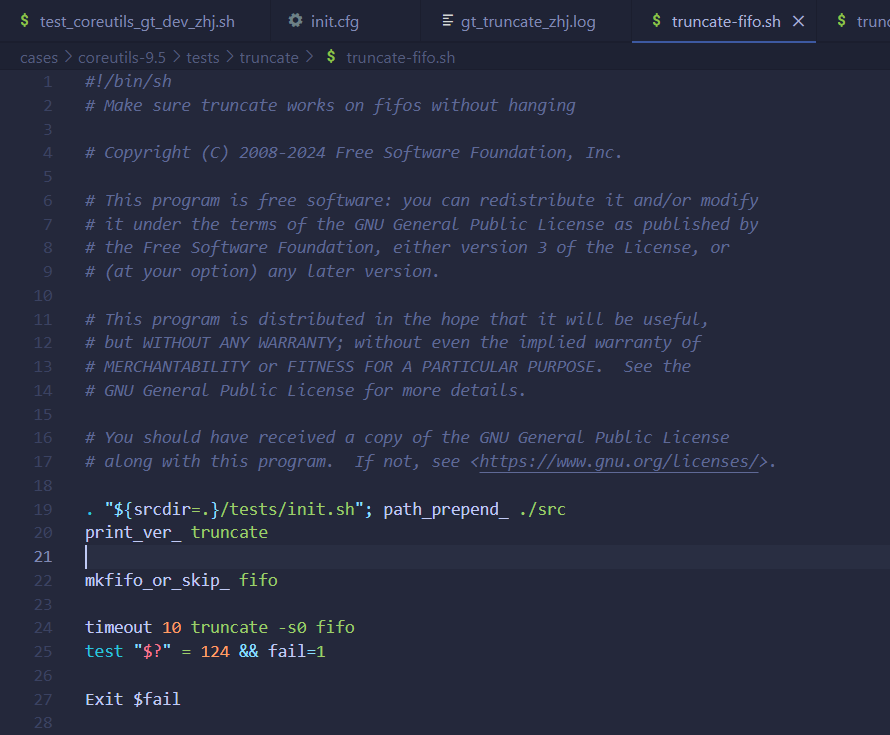 $ test_coreutils_gt_dev_zhj.sh init.cfg gt_truncate_zhj.log $ truncate-fifo.sh × $
cases > coreutils-9.5 > tests > truncate > $ truncate-fifo.sh
1 #!/bin/sh
2 # Make sure truncate works on fifos without hanging
3
4 # Copyright (C) 2008-2024 Free Software Foundation, Inc.
5
6 # This program is free software: you can redistribute it and/or modify
7 # it under the terms of the GNU General Public License as published by
8 # the Free Software Foundation, either version 3 of the License, or
9 # (at your option) any later version.
10
11 # This program is distributed in the hope that it will be useful,
12 # but WITHOUT ANY WARRANTY; without even the implied warranty of
13 # MERCHANTABILITY or FITNESS FOR A PARTICULAR PURPOSE.  See the
14 # GNU General Public License for more details.
15
16 # You should have received a copy of the GNU General Public License
17 # along with this program.  If not, see <https://www.gnu.org/licenses/>.
18
19 . "${srcdir=.}/tests/init.sh"; path_prepend_ ./src
20 print_ver_ truncate
21
22 mkfifo_or_skip_ fifo
23
24 timeout 10 truncate -s0 fifo
25 test "$?" = 124 && fail=1
26
27 Exit $fail
28